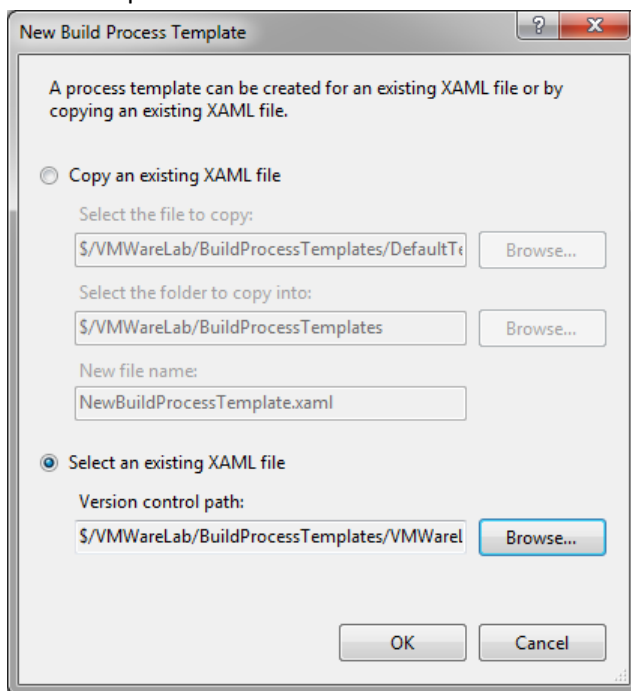 New Build Process Template
A process template can be created for an existing XAML file or by
copying an existing XAML file.
Copy an existing XAML file
Select the file to copy:
$/VMWareLab/BuildProcessTemplates/DefaultTe
Browse...
Select the folder to copy into:
$/VMWareLab/BuildProcessTemplates
Browse...
New file name:
NewBuildProcessTemplate.xaml
Select an existing XAML file
Version control path:
$/VMWareLab/BuildProcessTemplates/VMWareL
Browse...
OK
Cancel